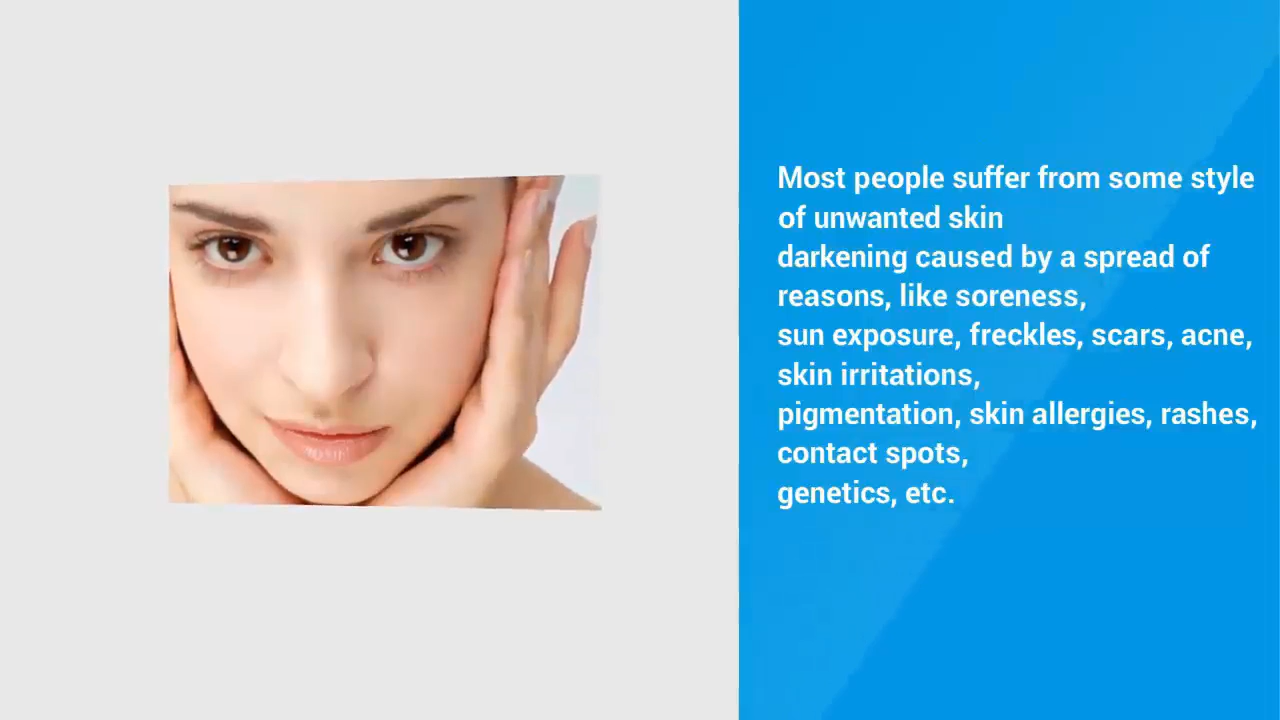 Most people suffer from some style
of unwanted skin
darkening caused by a spread of
reasons, like soreness,
sun exposure, freckles, scars, acne,
skin irritations,
pigmentation, skin allergies, rashes,
contact spots,
genetics, etc.